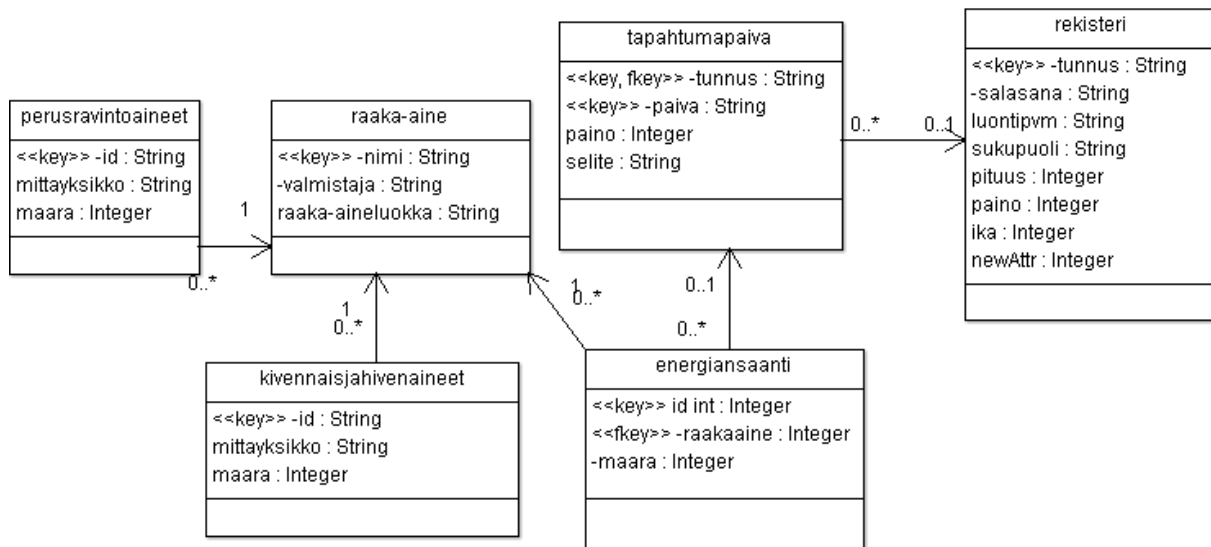 perusravintoaineet
<<key>> -id : String
mittayksikko : String
maara : Integer
raaka-aine
<<key>> -nimi : String
-valmistaja : String
raaka-aineluokka : String
tapahtumapaiva
<<key, fkey>> -tunnus : String
<<key>> -paiva : String
paino : Integer
selite : String
rekisteri
<<key>> -tunnus : String
-salasana : String
luontipvm : String
sukupuoli : String
pituus : Integer
paino : Integer
ika : Integer
newAttr : Integer
0..*
0..1
1
0..*
1
0..*
1
0..*
0..1
0..*
kivennaisjahivenaineet
<<key>> -id : String
mittayksikko : String
maara : Integer
energiansaanti
<<key>> id int : Integer
<<fkey>> -raakaaine : Integer
-maara : Integer